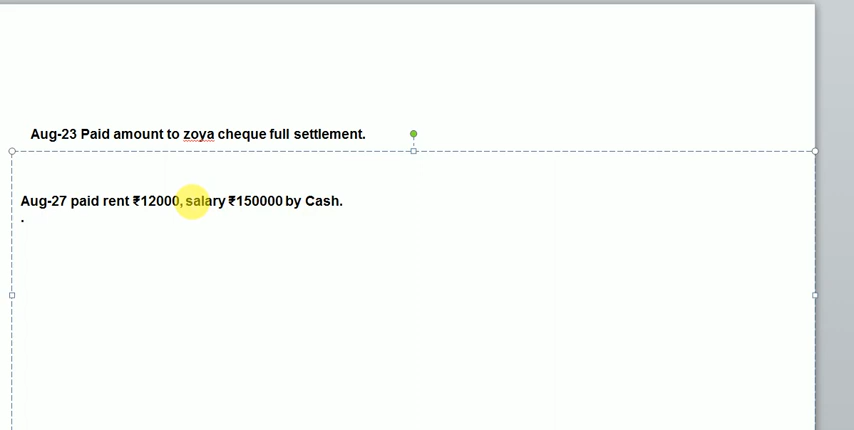 Aug-23 Paid amount to zoya cheque full settlement.
Aug-27 paid rent ₹12000, salary ₹150000 by Cash.
.